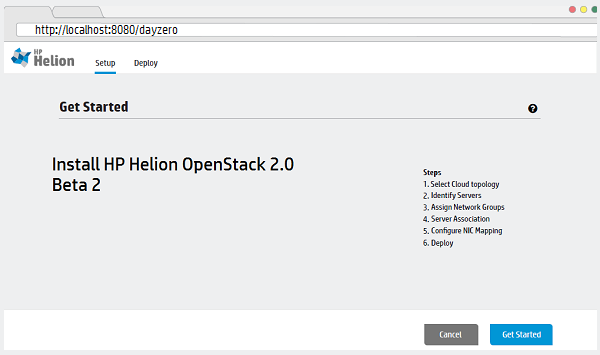 http://localhost:8080/dayzero
HP
Helion
Setup Deploy
Get Started ?
Install HP Helion OpenStack 2.0
Beta 2
Steps
1. Select Cloud topology
2. Identify Servers
3. Assign Network Groups
4. Server Association
5. Configure NIC Mapping
6. Deploy
Cancel Get Started